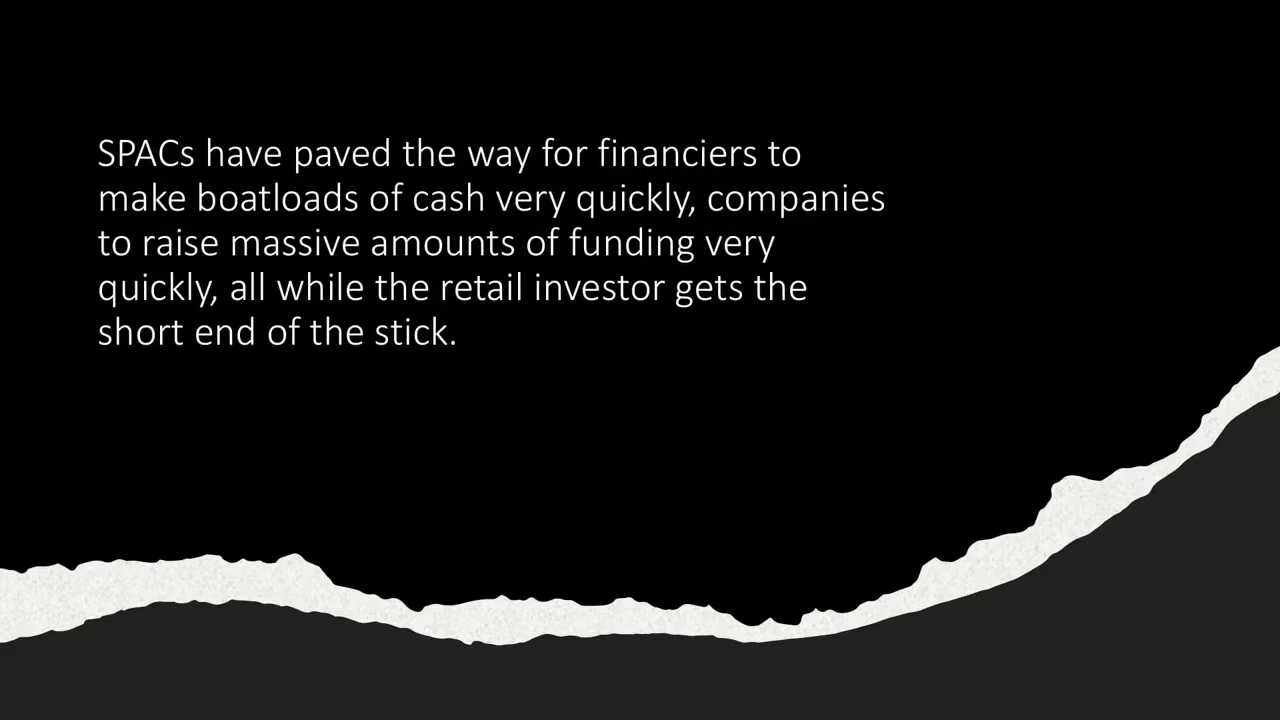 SPACs have paved the way for financiers to
make boatloads of cash very quickly, companies
to raise massive amounts of funding very
quickly, all while the retail investor gets the
short end of the stick.